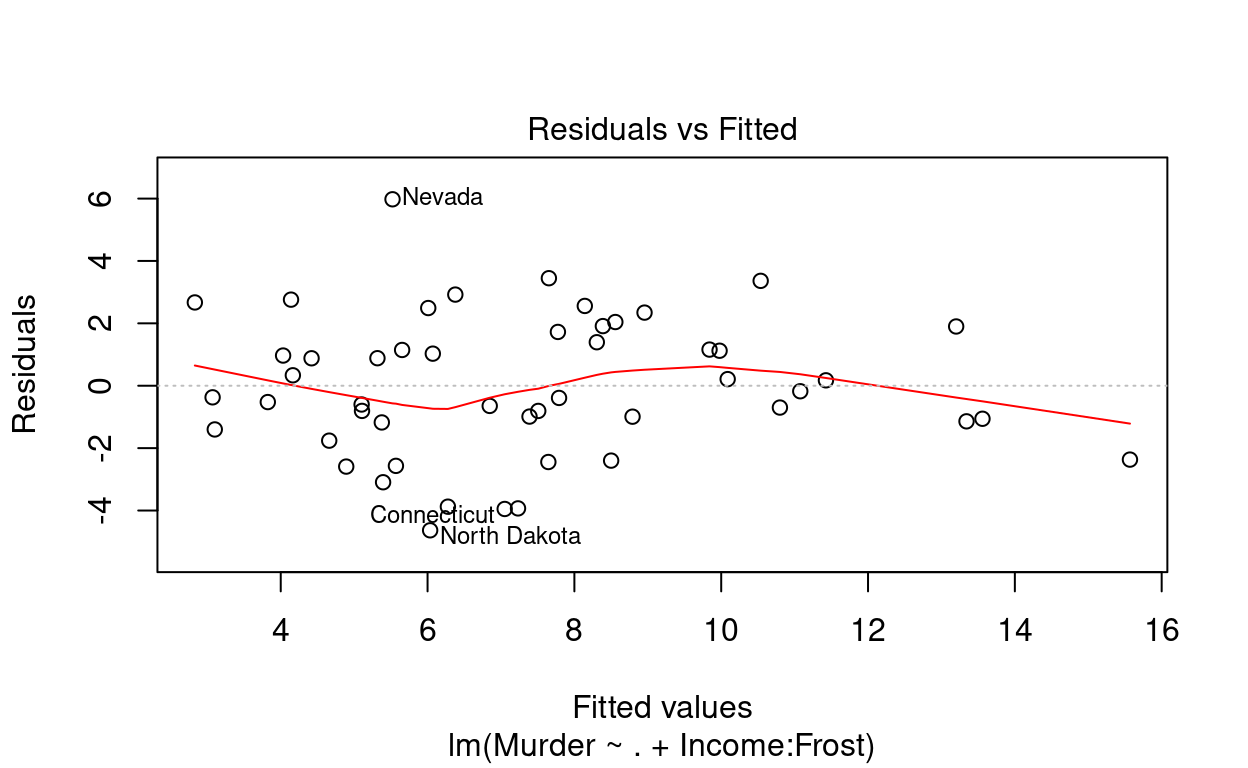 Residuals vs Fitted
Residuals
6
4
2
0
-2
-4
Nevada
Connecticut
North Dakota
4 6 8 10 12 14 16
Fitted values
lm(Murder ~ . + Income:Frost)